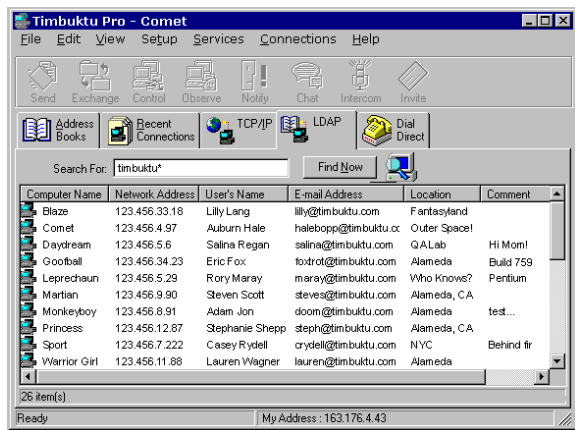 Timbuktu Pro - Comet
File Edit View Setup Services Connections Help
Send Exchange Control Observe Notify Chat Intercom Invite
Address Books Recent Connections TCP/IP LDAP Dial Direct
Search For: timbuktu* Find Now
Computer Name Network Address User's Name E-mail Address Location Comment
Blaze 123.456.33.18 Lilly Lang lilly@timbuktu.com Fantasyland
Comet 123.456.4.97 Auburn Hale halebopp@timbuktu.cc Outer Space!
Daydream 123.456.5.6 Salina Regan salina@timbuktu.com QA Lab Hi Mom!
Goofball 123.456.34.23 Eric Fox foxtrot@timbuktu.com Alameda Build 759
Leprechaun 123.456.5.29 Rory Maray rmaray@timbuktu.com Who Knows? Pentium
Martian 123.456.9.90 Steven Scott steves@timbuktu.com Alameda, CA
Monkeyboy 123.456.8.91 Adam Jon doom@timbuktu.com Alameda test...
Princess 123.456.12.87 Stephanie Shepp steph@timbuktu.com Alameda, CA
Sport 123.456.7.222 Casey Rydell crydell@timbuktu.com NYC Behind fir
Warrior Girl 123.456.11.88 Lauren Wagner lauren@timbuktu.com Alameda
26 item(s)
Ready My Address : 163.176.4.43